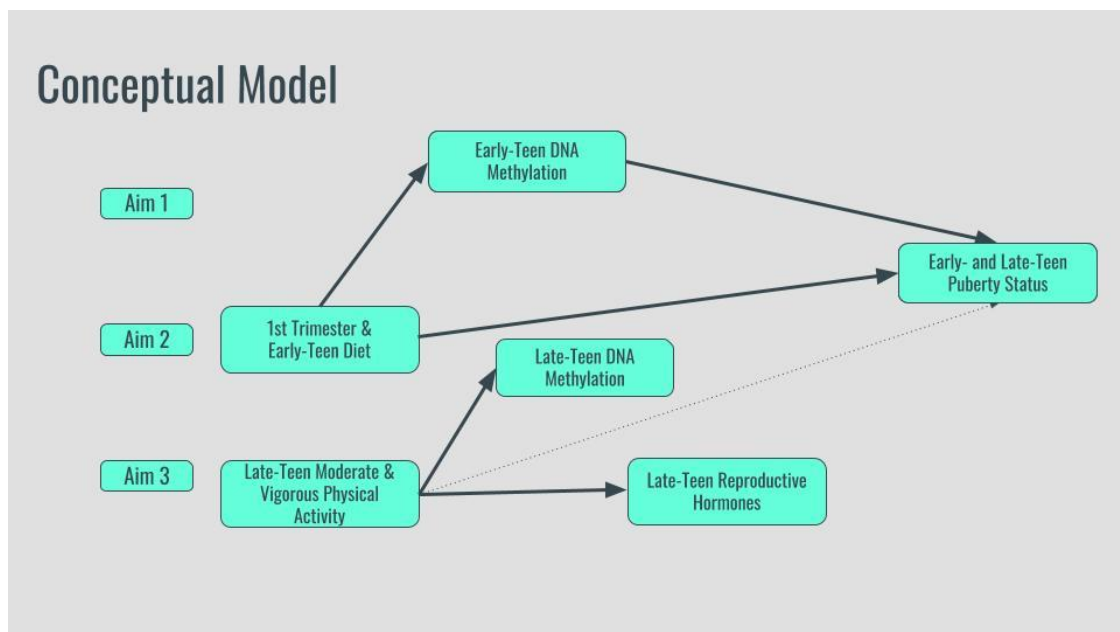 Conceptual Model
Early-Teen DNA
Methylation
Aim 1
Early- and Late-Teen
Puberty Status
1st Trimester &
Early-Teen Diet
Aim 2
Late-Teen DNA
Methylation
Aim 3
Late-Teen Moderate &
Vigorous Physical
Activity
Late-Teen Reproductive
Hormones